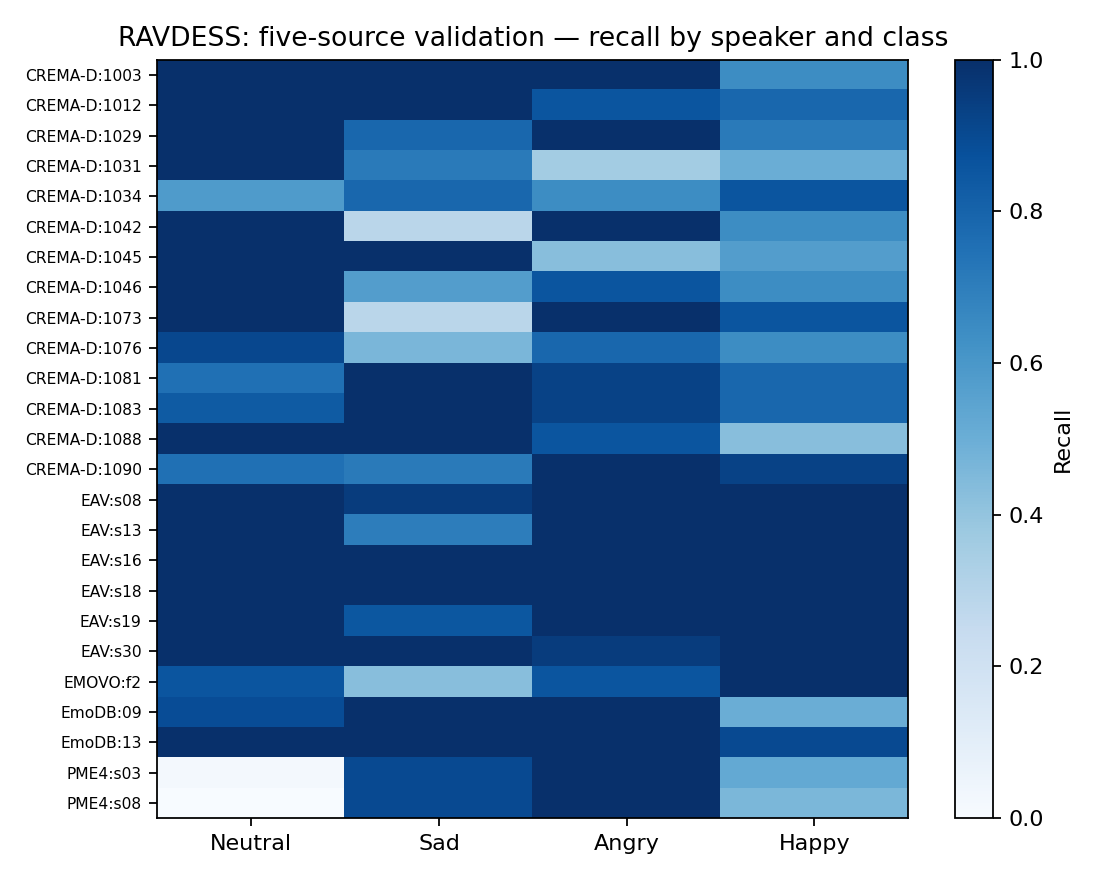 RAVDESS: five-source validation — recall by speaker and class
CREMA-D:1003
CREMA-D:1012
CREMA-D:1029
CREMA-D:1031
CREMA-D:1034
CREMA-D:1042
CREMA-D:1045
CREMA-D:1046
CREMA-D:1073
CREMA-D:1076
CREMA-D:1081
CREMA-D:1083
CREMA-D:1088
CREMA-D:1090
EAV:s08
EAV:s13
EAV:s16
EAV:s18
EAV:s19
EAV:s30
EMOVO:f2
EmoDB:09
EmoDB:13
PME4:s03
PME4:s08
Neutral Sad Angry Happy
1.0
0.8
0.6
0.4
0.2
0.0
Recall